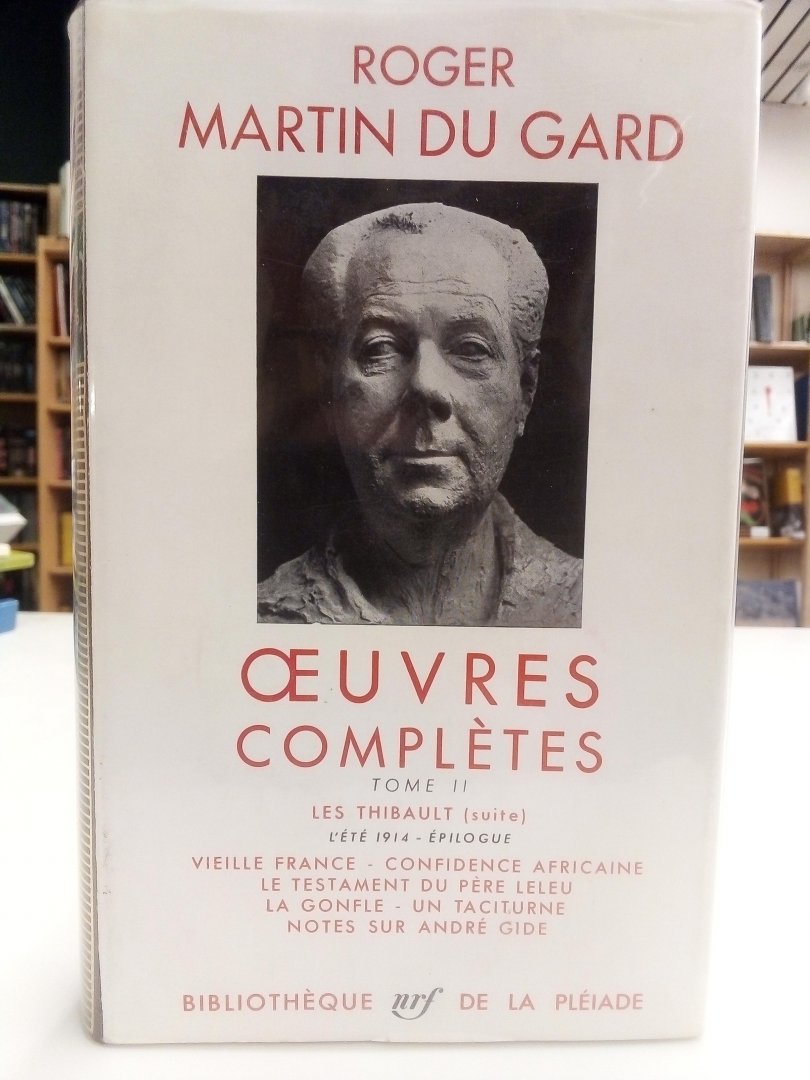 ROGER
MARTIN DU GARD
ŒUVRES
COMPLÈTES
TOME II
LES THIBAULT (suite)
L'ÉTÉ 1914 - ÉPILOGUE
VIEILLE FRANCE - CONFIDENCE AFRICAINE
LE TESTAMENT DU PÈRE LELEU
LA GONFLE - UN TACITURNE
NOTES SUR ANDRÉ GIDE
BIBLIOTHÈQUE nrf DE LA PLÉIADE